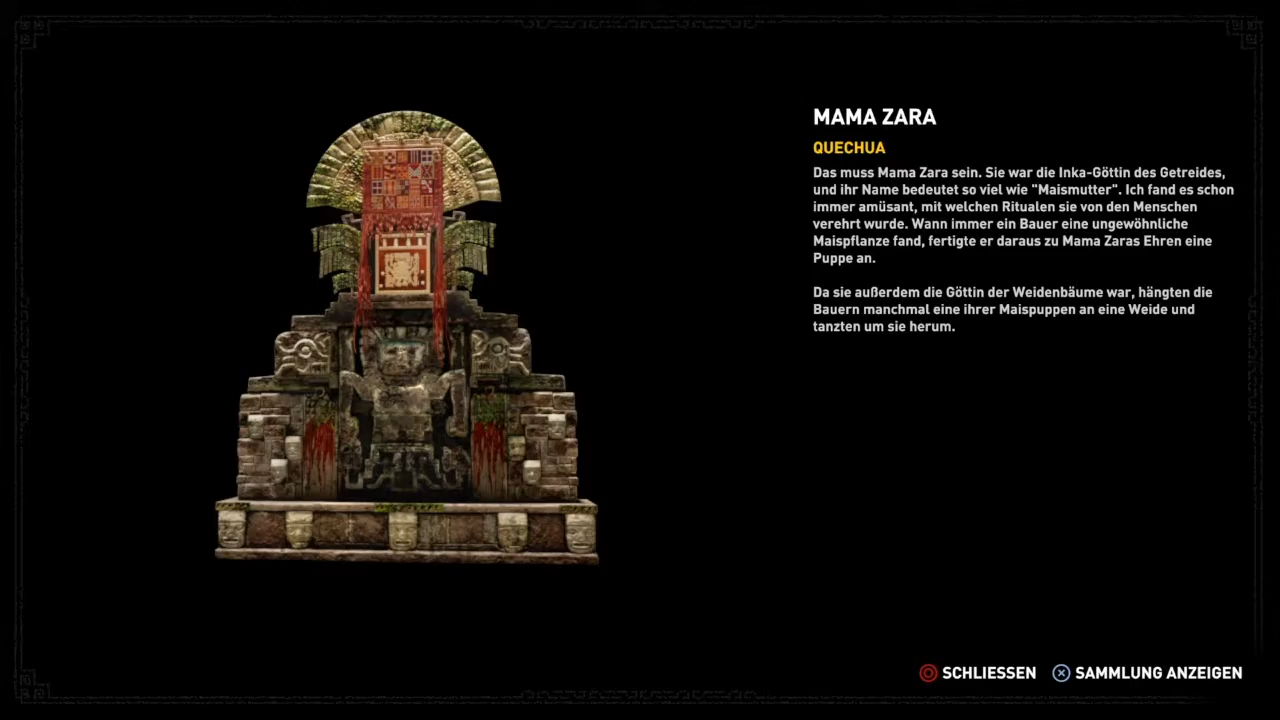 MAMA ZARA
QUECHUA
Das muss Mama Zara sein. Sie war die Inka-Göttin des Getreides,
und ihr Name bedeutet so viel wie "Maismutter". Ich fand es schon
immer amüsant, mit welchen Ritualen sie von den Menschen
verehrt wurde. Wann immer ein Bauer eine ungewöhnliche
Maispflanze fand, fertigte er daraus zu Mama Zaras Ehren eine
Puppe an.
Da sie außerdem die Göttin der Weidenbäume war, hängten die
Bauern manchmal eine ihrer Maispuppen an eine Weide und
tanzten um sie herum.
SCHLIESSEN SAMMLUNG ANZEIGEN